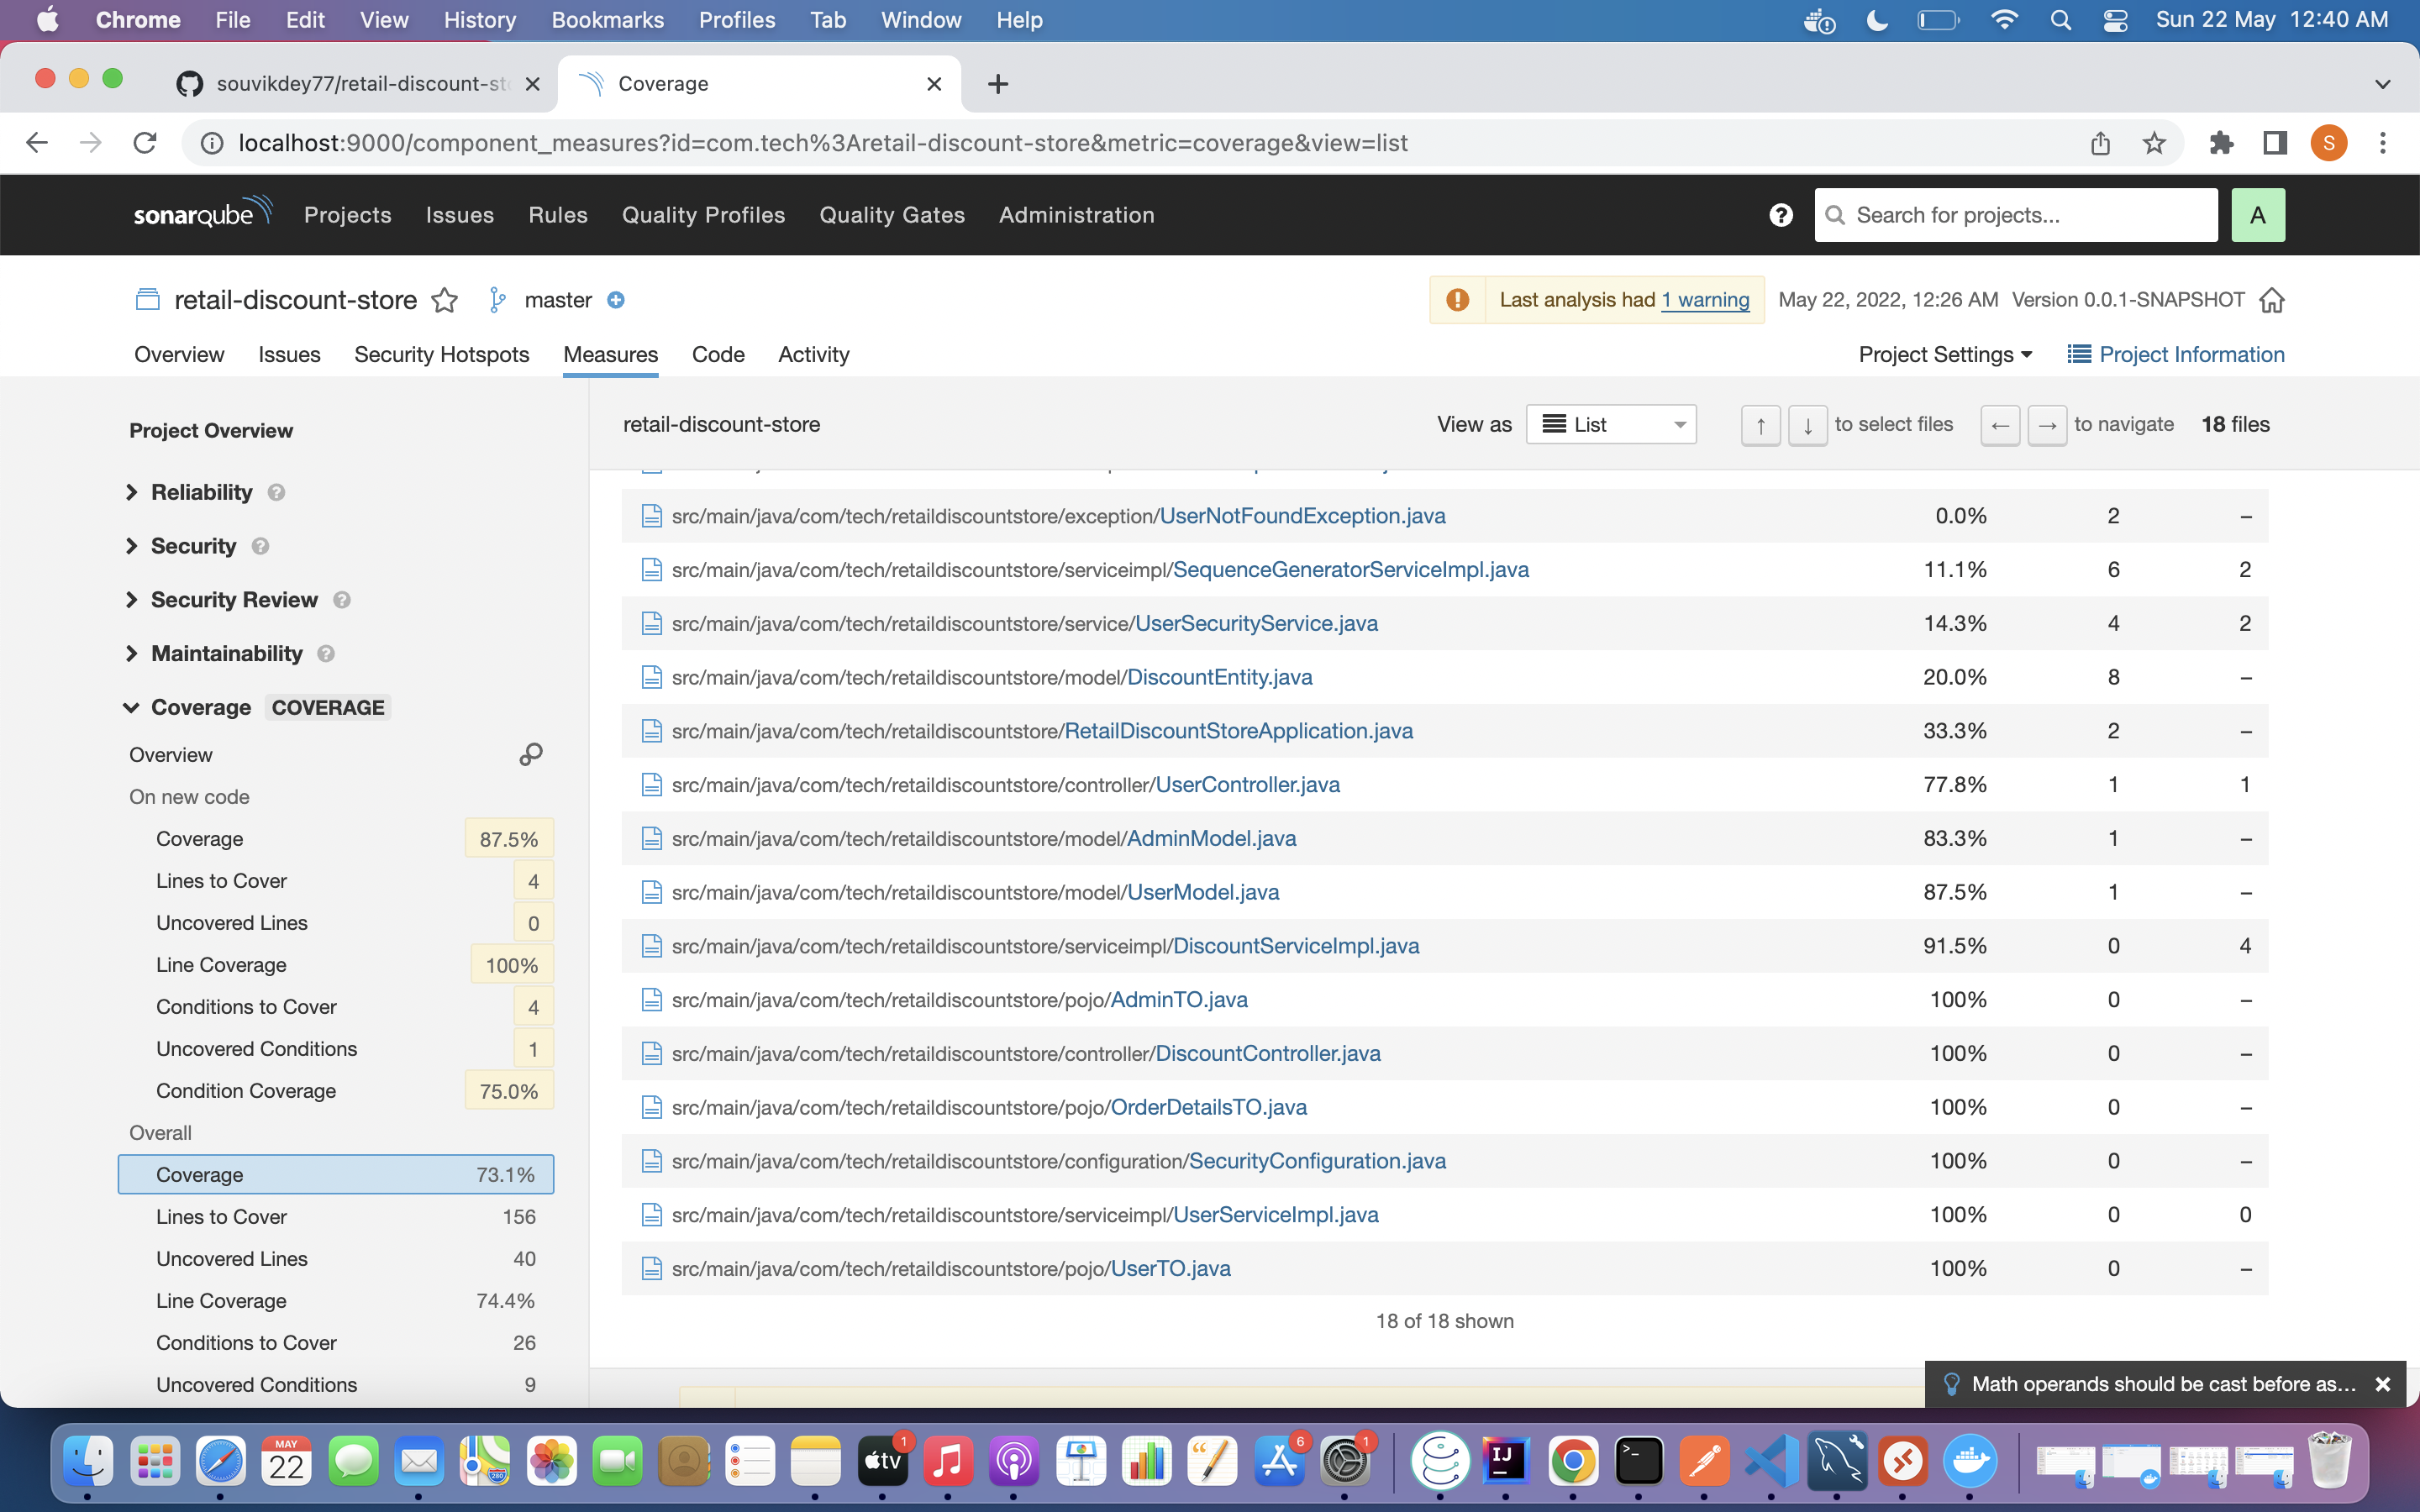 Chrome File Edit View History Bookmarks Profiles Tab Window Help Sun 22 May 12:40 AM
souvikdey77/retail-discount-sto Coverage
localhost:9000/component_measures?id=com.tech%3Aretail-discount-store&metric=coverage&view=list S
sonarqube Projects Issues Rules Quality Profiles Quality Gates Administration ? Search for projects... A
retail-discount-store master Last analysis had 1 warning May 22, 2022, 12:26 AM Version 0.0.1-SNAPSHOT
Overview Issues Security Hotspots Measures Code Activity Project Settings Project Information
retail-discount-store View as List ↑ ↓ to select files ← → to navigate 18 files
Project Overview
Reliability ?
Security ?
Security Review ?
Maintainability ?
Coverage COVERAGE
Overview
On new code
Coverage 87.5%
Lines to Cover 4
Uncovered Lines 0
Line Coverage 100%
Conditions to Cover 4
Uncovered Conditions 1
Condition Coverage 75.0%
Overall
Coverage 73.1%
Lines to Cover 156
Uncovered Lines 40
Line Coverage 74.4%
Conditions to Cover 26
Uncovered Conditions 9
src/main/java/com/tech/retaildiscountstore/exception/UserNotFoundException.java 0.0% 2 –
src/main/java/com/tech/retaildiscountstore/serviceimpl/SequenceGeneratorServiceImpl.java 11.1% 6 2
src/main/java/com/tech/retaildiscountstore/service/UserSecurityService.java 14.3% 4 2
src/main/java/com/tech/retaildiscountstore/model/DiscountEntity.java 20.0% 8 –
src/main/java/com/tech/retaildiscountstore/RetailDiscountStoreApplication.java 33.3% 2 –
src/main/java/com/tech/retaildiscountstore/controller/UserController.java 77.8% 1 1
src/main/java/com/tech/retaildiscountstore/model/AdminModel.java 83.3% 1 –
src/main/java/com/tech/retaildiscountstore/model/UserModel.java 87.5% 1 –
src/main/java/com/tech/retaildiscountstore/serviceimpl/DiscountServiceImpl.java 91.5% 0 4
src/main/java/com/tech/retaildiscountstore/pojo/AdminTO.java 100% 0 –
src/main/java/com/tech/retaildiscountstore/controller/DiscountController.java 100% 0 –
src/main/java/com/tech/retaildiscountstore/pojo/OrderDetailsTO.java 100% 0 –
src/main/java/com/tech/retaildiscountstore/configuration/SecurityConfiguration.java 100% 0 –
src/main/java/com/tech/retaildiscountstore/serviceimpl/UserServiceImpl.java 100% 0 0
src/main/java/com/tech/retaildiscountstore/pojo/UserTO.java 100% 0 –
18 of 18 shown
Math operands should be cast before as...
MAY 22 280 tv 1 6 1 IJ